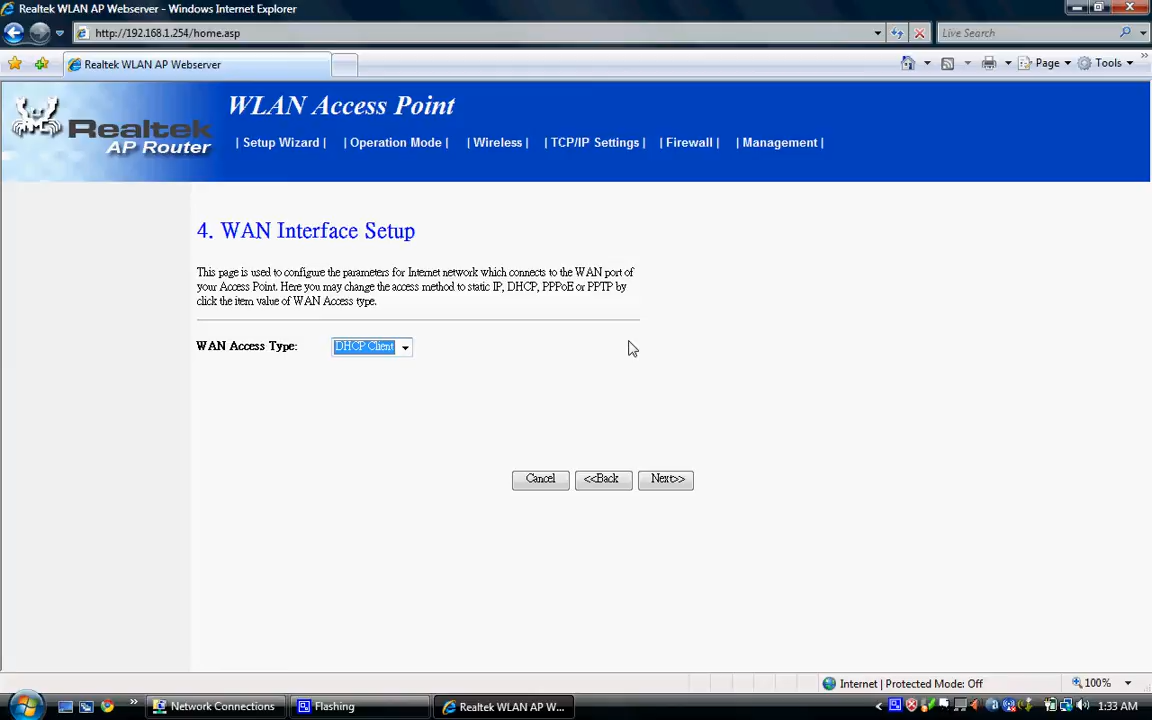 Realtek WLAN AP Webserver - Windows Internet Explorer
http://192.168.1.254/home.asp
Live Search
Realtek WLAN AP Webserver
Page
Tools
Realtek
AP Router
WLAN Access Point
| Setup Wizard | | Operation Mode | | Wireless | | TCP/IP Settings | | Firewall | | Management |
4. WAN Interface Setup
This page is used to configure the parameters for Internet network which connects to the WAN port of
your Access Point. Here you may change the access method to static IP, DHCP, PPPoE or PPTP by
click the item value of WAN Access type.
WAN Access Type:
DHCP Client
Cancel
<<Back
Next>>
Internet | Protected Mode: Off
100%
Network Connections
Flashing
Realtek WLAN AP W...
1:33 AM